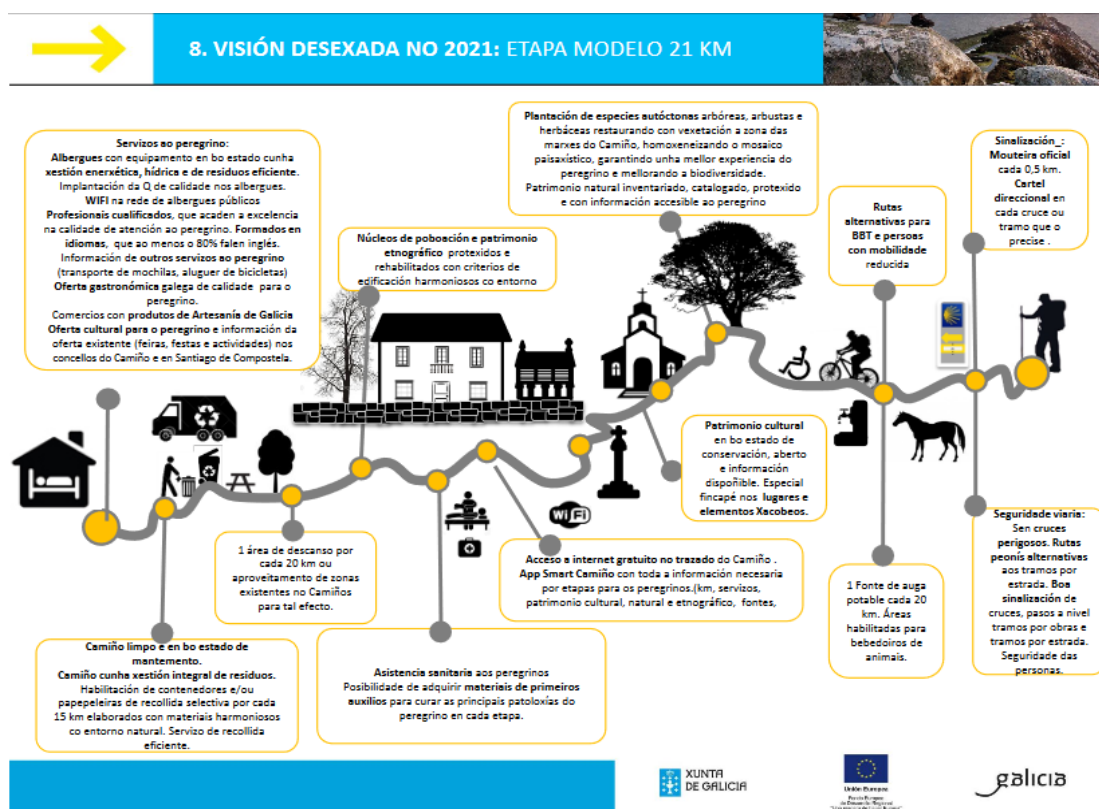 8. VISIÓN DESEXADA NO 2021: ETAPA MODELO 21 KM
Servizos ao peregrino:
Albergues con equipamento en bo estado cunha
xestión enerxética, hídrica e de residuos eficiente.
Implantación da Q de calidade nos albergues.
WIFI na rede de albergues públicos
Profesionais cualificados, que acaden a excelencia
na calidade de atención ao peregrino. Formados en
idiomas, que ao menos o 80% falen inglés.
Información de outros servizos ao peregrino
(transporte de mochilas, aluguer de bicicletas)
Oferta gastronómica galega de calidade para o
peregrino.
Comercios con produtos de Artesanía de Galicia
Oferta cultural para o peregrino e información da
oferta existente (feiras, festas e actividades) nos
concellos do Camiño e en Santiago de Compostela.
Núcleos de poboación e patrimonio
etnográfico protexidos e
rehabilitados con criterios de
edificación harmoniosos co entorno
Plantación de especies autóctonas arbóreas, arbustas e
herbáceas restaurando con vexetación a zona das
marxes do Camiño, homoxeneizando o mosaico
paisaxístico, garantindo unha mellor experiencia do
peregrino e mellorando a biodiversidade.
Patrimonio natural inventariado, catalogado, protexido
e con información accesible ao peregrino
Rutas
alternativas para
BBT e persoas
con mobilidade
reducida
Sinalización_:
Mouteira oficial
cada 0,5 km.
Cartel
direccional en
cada cruce ou
tramo que o
precise .
Patrimonio cultural
en bo estado de
conservación, aberto
e información
dispoñible. Especial
fincapé nos lugares e
elementos Xacobeos.
WiFi
1 área de descanso por
cada 20 km ou
aproveitamento de zonas
existentes no Camiños
para tal efecto.
Acceso a internet gratuito no trazado do Camiño .
App Smart Camiño con toda a información necesaria
por etapas para os peregrinos.(km, servizos,
patrimonio cultural, natural e etnográfico, fontes,
1 Fonte de auga
potable cada 20
km. Áreas
habilitadas para
bebedoiros de
animais.
Seguridade viaria:
Sen cruces
perigosos. Rutas
peonís alternativas
aos tramos por
estrada. Boa
sinalización de
cruces, pasos a nivel
tramos por obras e
tramos por estrada.
Seguridade das
persoas.
Camiño limpo e en bo estado de
mantemento.
Camiño cunha xestión integral de residuos.
Habilitación de contenedores e/ou
papepeleiras de recollida selectiva por cada
15 km elaborados con materiais harmoniosos
co entorno natural. Servizo de recollida
eficiente.
Asistencia sanitaria aos peregrinos
Posibilidade de adquirir materiais de primeiros
auxilios para curar as principais patoloxías do
peregrino en cada etapa.
XUNTA
DE GALICIA
Unión Europea
Fondo Europeo
de Desenvolvemento Regional
galicia